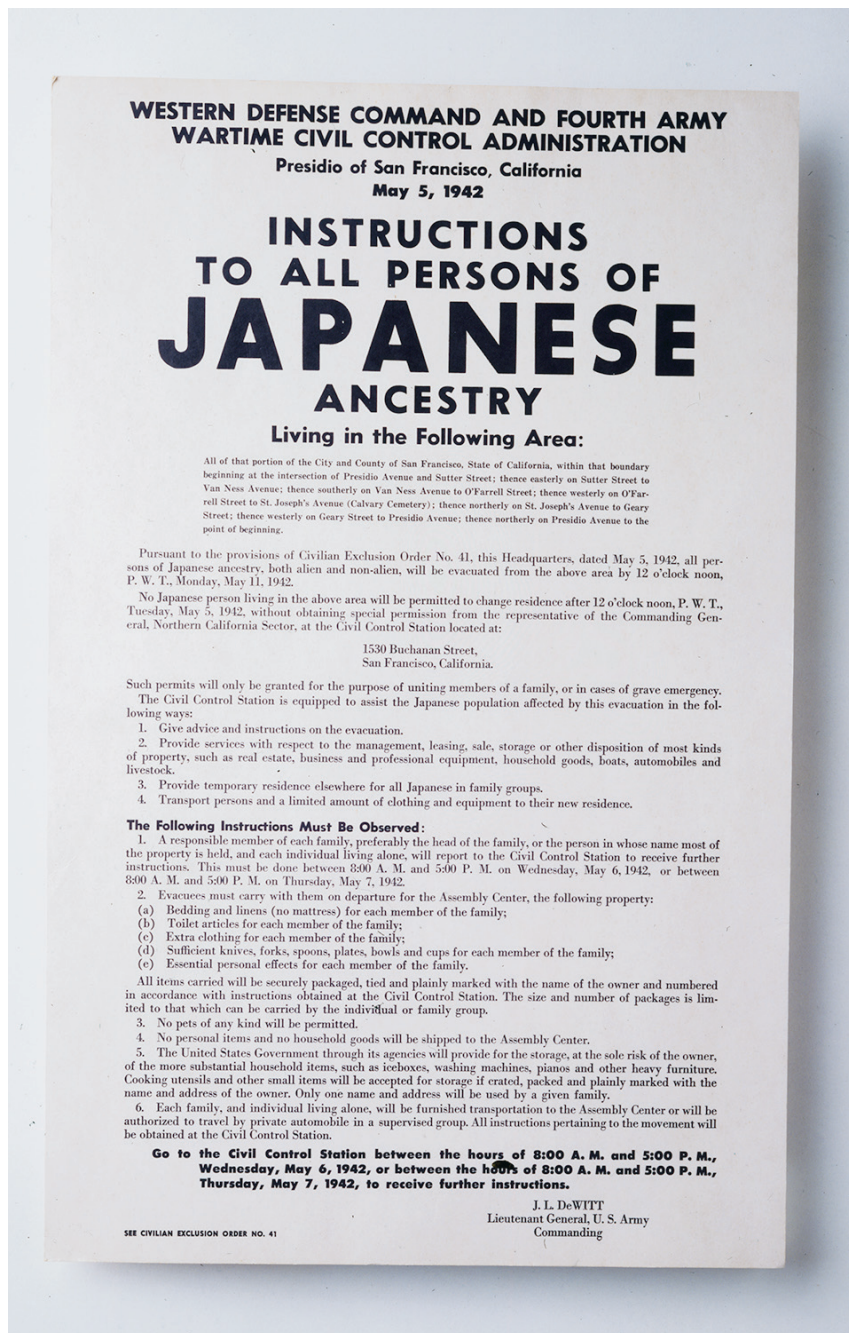 WESTERN DEFENSE COMMAND AND FOURTH ARMY
WARTIME CIVIL CONTROL ADMINISTRATION
Presidio of San Francisco, California
May 5, 1942
INSTRUCTIONS
TO ALL PERSONS OF
JAPANESE
ANCESTRY
Living in the Following Area:
All of that portion of the City and County of San Francisco, State of California, within that boundary
beginning at the intersection of Presidio Avenue and Sutter Street; thence easterly on Sutter Street to
Van Ness Avenue; thence southerly on Van Ness Avenue to O'Farrell Street; thence westerly on O'Far-
rell Street to St. Joseph's Avenue (Calvary Cemetery); thence northerly on St. Joseph's Avenue to Geary
Street; thence westerly on Geary Street to Presidio Avenue; thence northerly on Presidio Avenue to the
point of beginning.
Pursuant to the provisions of Civilian Exclusion Order No. 41, this Headquarters, dated May 5, 1942, all per-
sons of Japanese ancestry, both alien and non-alien, will be evacuated from the above area by 12 o'clock noon,
P. W. T., Monday, May 11, 1942.
No Japanese person living in the above area will be permitted to change residence after 12 o'clock noon, P. W. T.,
Tuesday, May 5, 1942, without obtaining special permission from the representative of the Commanding Gen-
eral, Northern California Sector, at the Civil Control Station located at:
1530 Buchanan Street,
San Francisco, California.
Such permits will only be granted for the purpose of uniting members of a family, or in cases of grave emergency.
The Civil Control Station is equipped to assist the Japanese population affected by this evacuation in the fol-
lowing ways:
1. Give advice and instructions on the evacuation.
2. Provide services with respect to the management, leasing, sale, storage or other disposition of most kinds
of property, such as real estate, business and professional equipment, household goods, boats, automobiles and
livestock.
3. Provide temporary residence elsewhere for all Japanese in family groups.
4. Transport persons and a limited amount of clothing and equipment to their new residence.
The Following Instructions Must Be Observed:
1. A responsible member of each family, preferably the head of the family, or the person in whose name most of
the property is held, and each individual living alone, will report to the Civil Control Station to receive further
instructions. This must be done between 8:00 A. M. and 5:00 P. M. on Wednesday, May 6, 1942, or between
8:00 A. M. and 5:00 P. M. on Thursday, May 7, 1942.
2. Evacuees must carry with them on departure for the Assembly Center, the following property:
(a) Bedding and linens (no mattress) for each member of the family;
(b) Toilet articles for each member of the family;
(c) Extra clothing for each member of the family;
(d) Sufficient knives, forks, spoons, plates, bowls and cups for each member of the family;
(e) Essential personal effects for each member of the family.
All items carried will be securely packaged, tied and plainly marked with the name of the owner and numbered
in accordance with instructions obtained at the Civil Control Station. The size and number of packages is lim-
ited to that which can be carried by the individual or family group.
3. No pets of any kind will be permitted.
4. No personal items and no household goods will be shipped to the Assembly Center.
5. The United States Government through its agencies will provide for the storage, at the sole risk of the owner,
of the more substantial household items, such as iceboxes, washing machines, pianos and other heavy furniture.
Cooking utensils and other small items will be accepted for storage if crated, packed and plainly marked with the
name and address of the owner. Only one name and address will be used by a given family.
6. Each family, and individual living alone, will be furnished transportation to the Assembly Center or will be
authorized to travel by private automobile in a supervised group. All instructions pertaining to the movement will
be obtained at the Civil Control Station.
Go to the Civil Control Station between the hours of 8:00 A. M. and 5:00 P. M.,
Wednesday, May 6, 1942, or between the hours of 8:00 A. M. and 5:00 P. M.,
Thursday, May 7, 1942, to receive further instructions.
J. L. DeWITT
Lieutenant General, U. S. Army
Commanding
SEE CIVILIAN EXCLUSION ORDER NO. 41